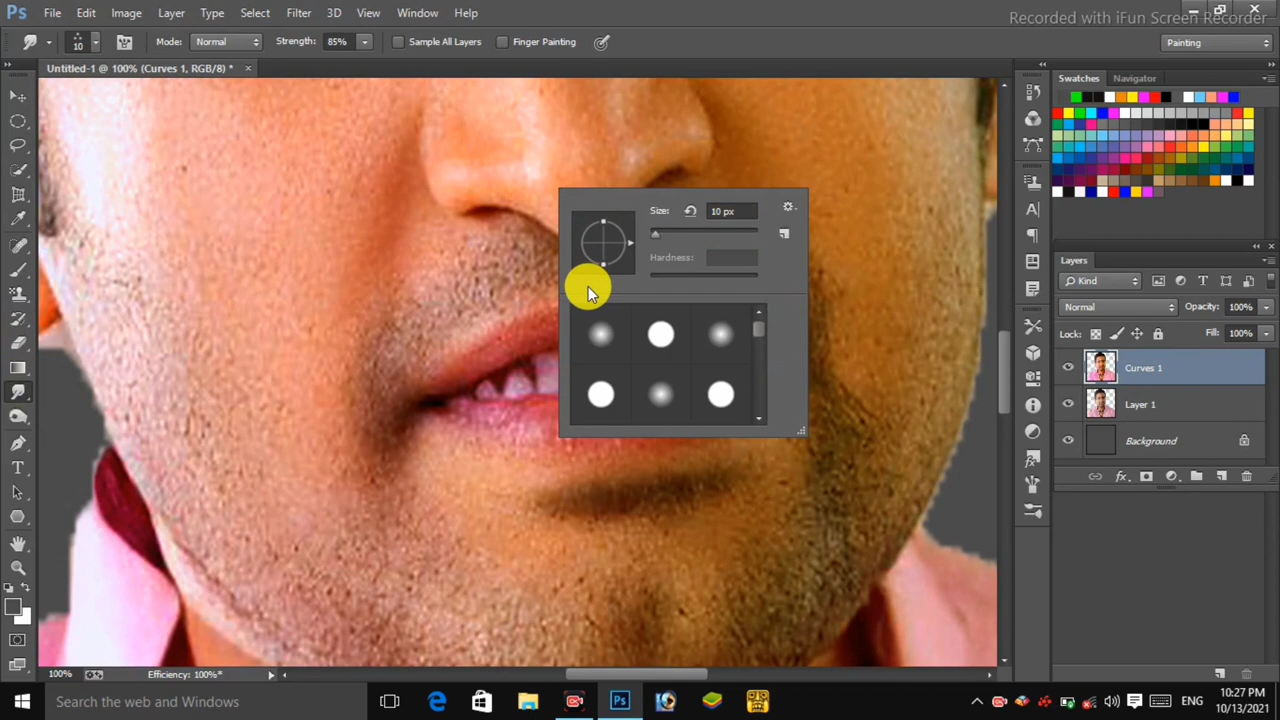 Ps File Edit Image Layer Type Select Filter 3D View Window Help
Recorded with iFun Screen Recorder
10 Mode: Normal Strength: 85% Sample All Layers Finger Painting Painting
Untitled-1 @ 100% (Curves 1, RGB/8) * ×
Swatches Navigator
Size: 10 px
Hardness:
Layers
Kind
Normal Opacity: 100%
Lock: Fill: 100%
Curves 1
Layer 1
Background
100% Efficiency: 100%*
Search the web and Windows
ENG
10:27 PM
10/13/2021